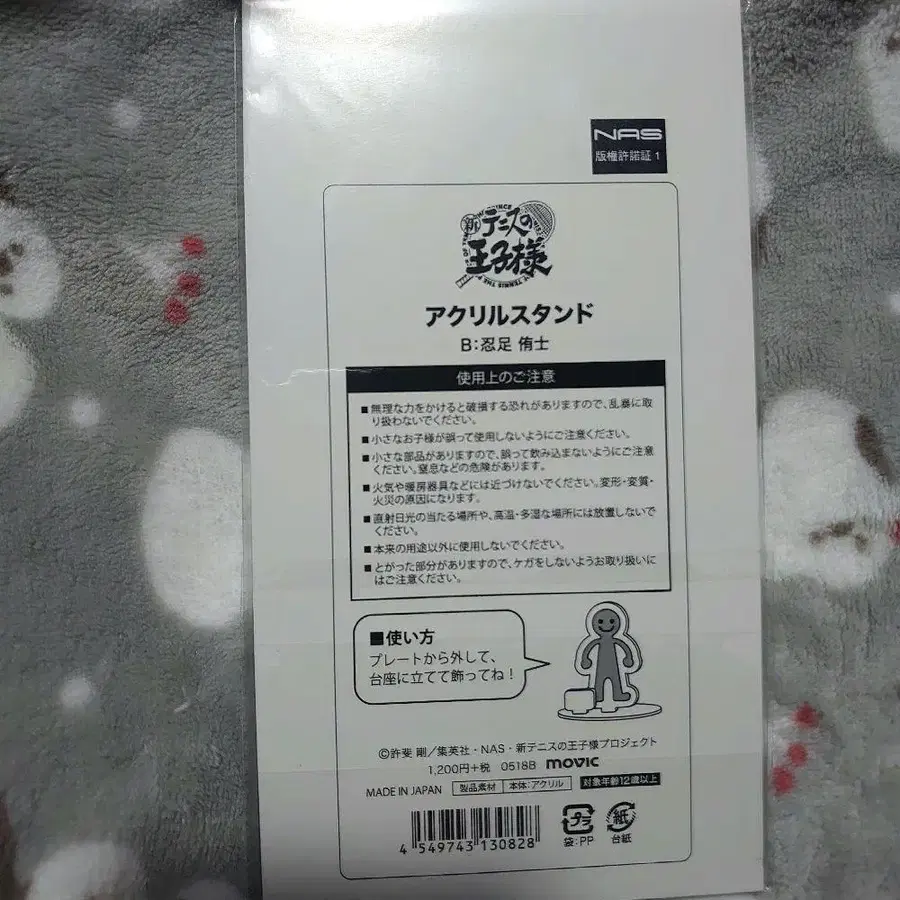 NAS
版権許諾証 1
新テニスの
王子様
アクリルスタンド
B:忍足 侑士
使用上のご注意
■無理な力をかけると破損する恐れがありますので、乱暴に取
り扱わないでください。
■小さなお子様が誤って使用しないようにご注意ください。
■小さな部品がありますので、誤って飲み込まないようにご注意
ください。窒息などの危険があります。
■火気や暖房器具などには近づけないでください。変形・変質・
火災の原因になります。
■直射日光の当たる場所や、高温・多湿な場所には放置しないで
ください。
■本来の用途以外に使用しないでください。
■とがった部分がありますので、ケガをしないようお取り扱いに
はご注意ください。
■使い方
プレートから外して、
台座に立てて飾ってね!
©許斐 剛/集英社・NAS・新テニスの王子様プロジェクト
1,200円+税 0518B movic
MADE IN JAPAN 製品素材 本体:アクリル 対象年齢12歳以上
4 549743 130828
プラ
袋:PP
紙
台紙